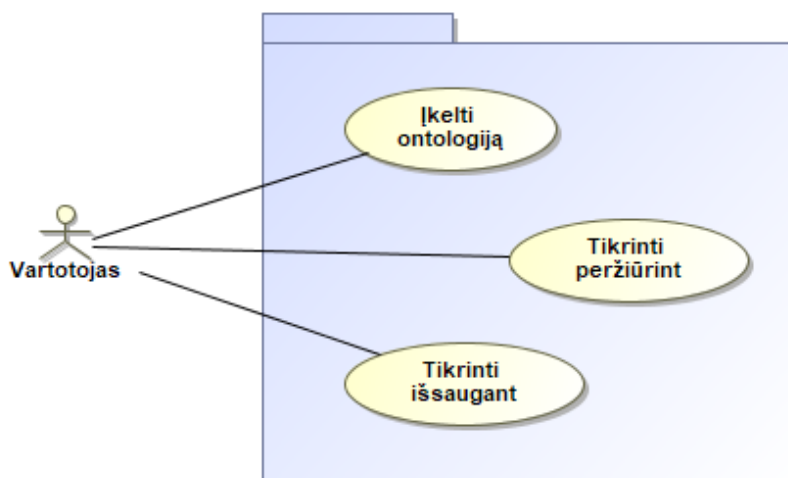 Įkelti
ontologiją
Tikrinti
peržiūrint
Vartotojas
Tikrinti
išsaugant